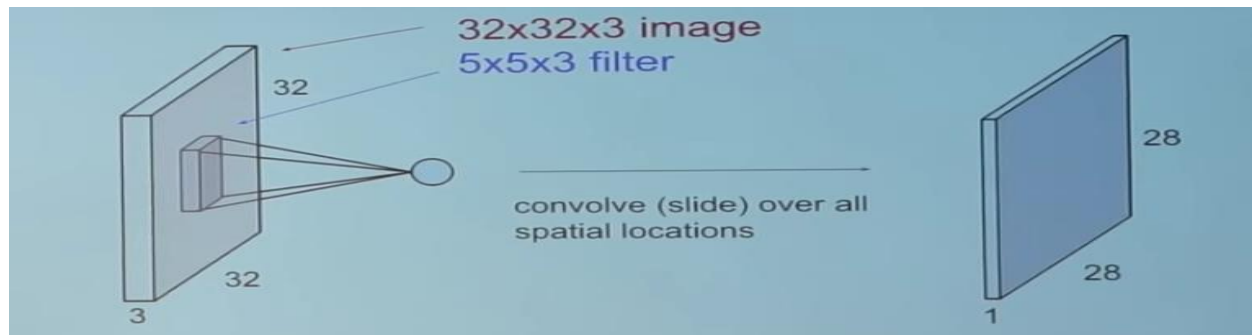 32x32x3 image
5x5x3 filter
32
32
3
convolve (slide) over all
spatial locations
28
28
1